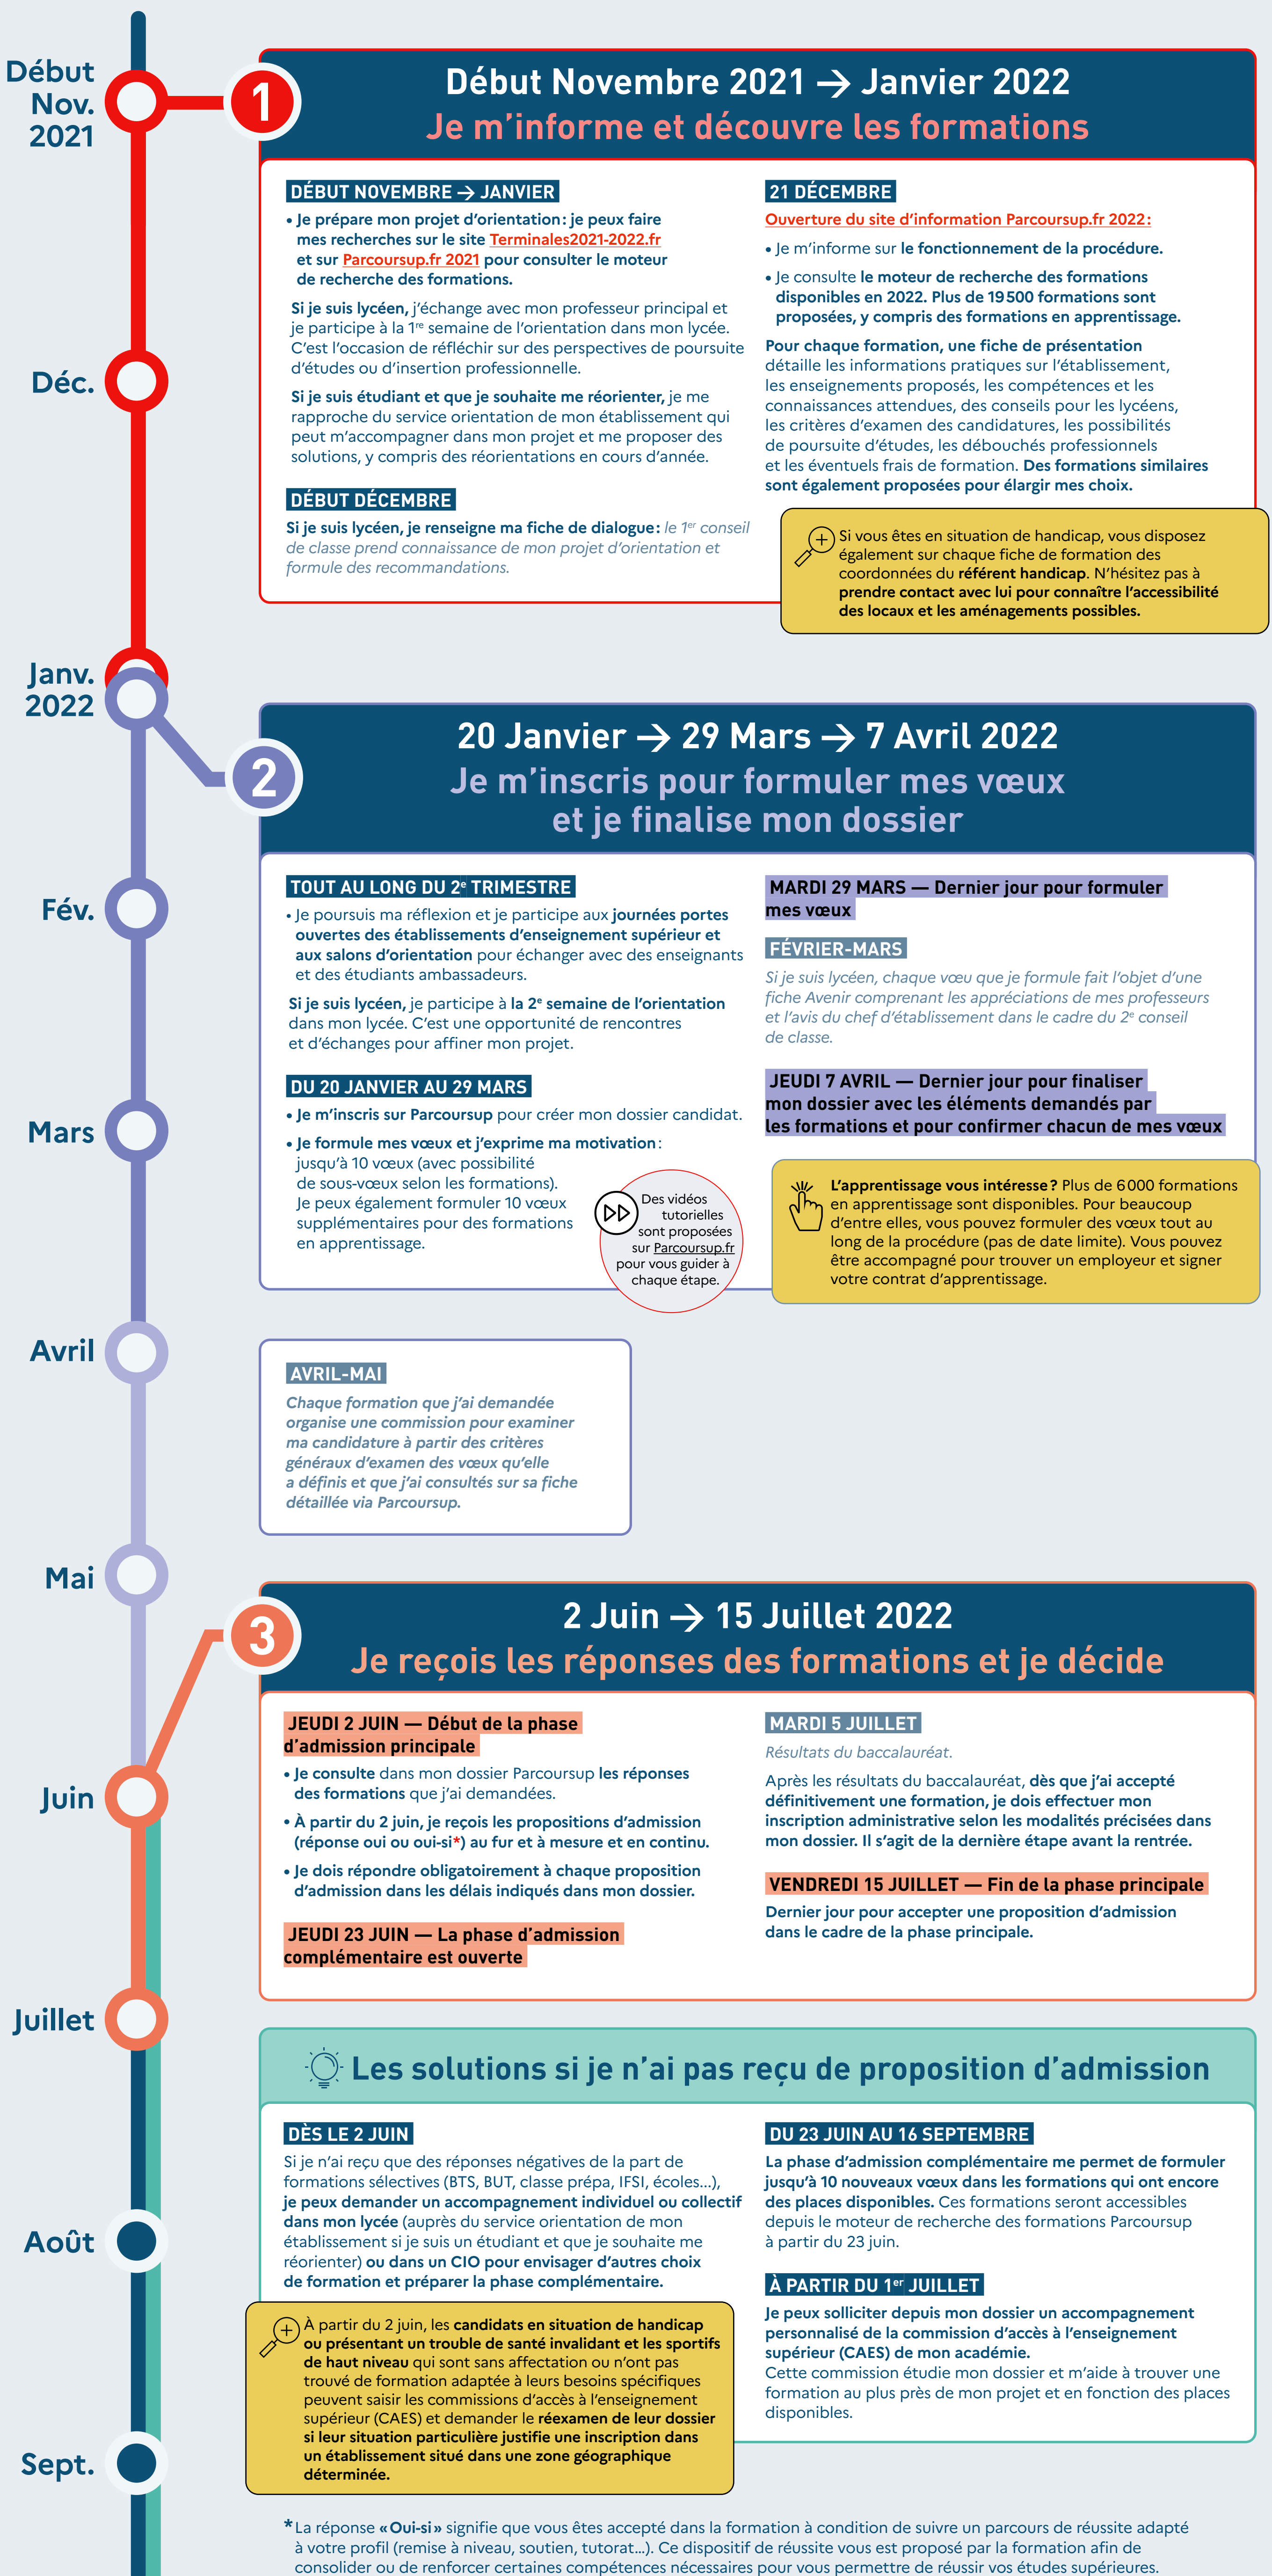 Début
Nov.
2021
1
Début Novembre 2021 → Janvier 2022
Je m’informe et découvre les formations
DÉBUT NOVEMBRE → JANVIER
• Je prépare mon projet d’orientation : je peux faire
mes recherches sur le site Terminales2021-2022.fr
et sur Parcoursup.fr 2021 pour consulter le moteur
de recherche des formations.
Si je suis lycéen, j’échange avec mon professeur principal et
je participe à la 1re semaine de l’orientation dans mon lycée.
C’est l’occasion de réfléchir sur des perspectives de poursuite
d’études ou d’insertion professionnelle.
Si je suis étudiant et que je souhaite me réorienter, je me
rapproche du service orientation de mon établissement qui
peut m’accompagner dans mon projet et me proposer des
solutions, y compris des réorientations en cours d’année.
DÉBUT DÉCEMBRE
Si je suis lycéen, je renseigne ma fiche de dialogue : le 1er conseil
de classe prend connaissance de mon projet d’orientation et
formule des recommandations.
21 DÉCEMBRE
Ouverture du site d’information Parcoursup.fr 2022 :
• Je m’informe sur le fonctionnement de la procédure.
• Je consulte le moteur de recherche des formations
disponibles en 2022. Plus de 19 500 formations sont
proposées, y compris des formations en apprentissage.
Pour chaque formation, une fiche de présentation
détaille les informations pratiques sur l’établissement,
les enseignements proposés, les compétences et les
connaissances attendues, des conseils pour les lycéens,
les critères d’examen des candidatures, les possibilités
de poursuite d’études, les débouchés professionnels
et les éventuels frais de formation. Des formations similaires
sont également proposées pour élargir mes choix.
Si vous êtes en situation de handicap, vous disposez
également sur chaque fiche de formation des
coordonnées du référent handicap. N’hésitez pas à
prendre contact avec lui pour connaître l’accessibilité
des locaux et les aménagements possibles.
Déc.
Janv.
2022
2
20 Janvier → 29 Mars → 7 Avril 2022
Je m’inscris pour formuler mes vœux
et je finalise mon dossier
TOUT AU LONG DU 2e TRIMESTRE
• Je poursuis ma réflexion et je participe aux journées portes
ouvertes des établissements d’enseignement supérieur et
aux salons d’orientation pour échanger avec des enseignants
et des étudiants ambassadeurs.
Si je suis lycéen, je participe à la 2e semaine de l’orientation
dans mon lycée. C’est une opportunité de rencontres
et d’échanges pour affiner mon projet.
DU 20 JANVIER AU 29 MARS
• Je m’inscris sur Parcoursup pour créer mon dossier candidat.
• Je formule mes vœux et j’exprime ma motivation :
jusqu’à 10 vœux (avec possibilité
de sous-vœux selon les formations).
Je peux également formuler 10 vœux
supplémentaires pour des formations
en apprentissage.
Des vidéos
tutorielles
sont proposées
sur Parcoursup.fr
pour vous guider à
chaque étape.
MARDI 29 MARS — Dernier jour pour formuler
mes vœux
FÉVRIER-MARS
Si je suis lycéen, chaque vœu que je formule fait l’objet d’une
fiche Avenir comprenant les appréciations de mes professeurs
et l’avis du chef d’établissement dans le cadre du 2e conseil
de classe.
JEUDI 7 AVRIL — Dernier jour pour finaliser
mon dossier avec les éléments demandés par
les formations et pour confirmer chacun de mes vœux
L’apprentissage vous intéresse ? Plus de 6 000 formations
en apprentissage sont disponibles. Pour beaucoup
d’entre elles, vous pouvez formuler des vœux tout au
long de la procédure (pas de date limite). Vous pouvez
être accompagné pour trouver un employeur et signer
votre contrat d’apprentissage.
Fév.
Mars
Avril
AVRIL-MAI
Chaque formation que j’ai demandée
organise une commission pour examiner
ma candidature à partir des critères
généraux d’examen des vœux qu’elle
a définis et que j’ai consultés sur sa fiche
détaillée via Parcoursup.
Mai
3
2 Juin → 15 Juillet 2022
Je reçois les réponses des formations et je décide
JEUDI 2 JUIN — Début de la phase
d’admission principale
• Je consulte dans mon dossier Parcoursup les réponses
des formations que j’ai demandées.
• À partir du 2 juin, je reçois les propositions d’admission
(réponse oui ou oui-si*) au fur et à mesure et en continu.
• Je dois répondre obligatoirement à chaque proposition
d’admission dans les délais indiqués dans mon dossier.
JEUDI 23 JUIN — La phase d’admission
complémentaire est ouverte
MARDI 5 JUILLET
Résultats du baccalauréat.
Après les résultats du baccalauréat, dès que j’ai accepté
définitivement une formation, je dois effectuer mon
inscription administrative selon les modalités précisées dans
mon dossier. Il s’agit de la dernière étape avant la rentrée.
VENDREDI 15 JUILLET — Fin de la phase principale
Dernier jour pour accepter une proposition d’admission
dans le cadre de la phase principale.
Juin
Juillet
Les solutions si je n’ai pas reçu de proposition d’admission
DÈS LE 2 JUIN
Si je n’ai reçu que des réponses négatives de la part de
formations sélectives (BTS, BUT, classe prépa, IFSI, écoles...),
je peux demander un accompagnement individuel ou collectif
dans mon lycée (auprès du service orientation de mon
établissement si je suis un étudiant et que je souhaite me
réorienter) ou dans un CIO pour envisager d’autres choix
de formation et préparer la phase complémentaire.
À partir du 2 juin, les candidats en situation de handicap
ou présentant un trouble de santé invalidant et les sportifs
de haut niveau qui sont sans affectation ou n’ont pas
trouvé de formation adaptée à leurs besoins spécifiques
peuvent saisir les commissions d’accès à l’enseignement
supérieur (CAES) et demander le réexamen de leur dossier
si leur situation particulière justifie une inscription dans
un établissement situé dans une zone géographique
déterminée.
DU 23 JUIN AU 16 SEPTEMBRE
La phase d’admission complémentaire me permet de formuler
jusqu’à 10 nouveaux vœux dans les formations qui ont encore
des places disponibles. Ces formations seront accessibles
depuis le moteur de recherche des formations Parcoursup
à partir du 23 juin.
À PARTIR DU 1er JUILLET
Je peux solliciter depuis mon dossier un accompagnement
personnalisé de la commission d’accès à l’enseignement
supérieur (CAES) de mon académie.
Cette commission étudie mon dossier et m’aide à trouver une
formation au plus près de mon projet et en fonction des places
disponibles.
Août
Sept.
* La réponse « Oui-si » signifie que vous êtes accepté dans la formation à condition de suivre un parcours de réussite adapté
à votre profil (remise à niveau, soutien, tutorat...). Ce dispositif de réussite vous est proposé par la formation afin de
consolider ou de renforcer certaines compétences nécessaires pour vous permettre de réussir vos études supérieures.